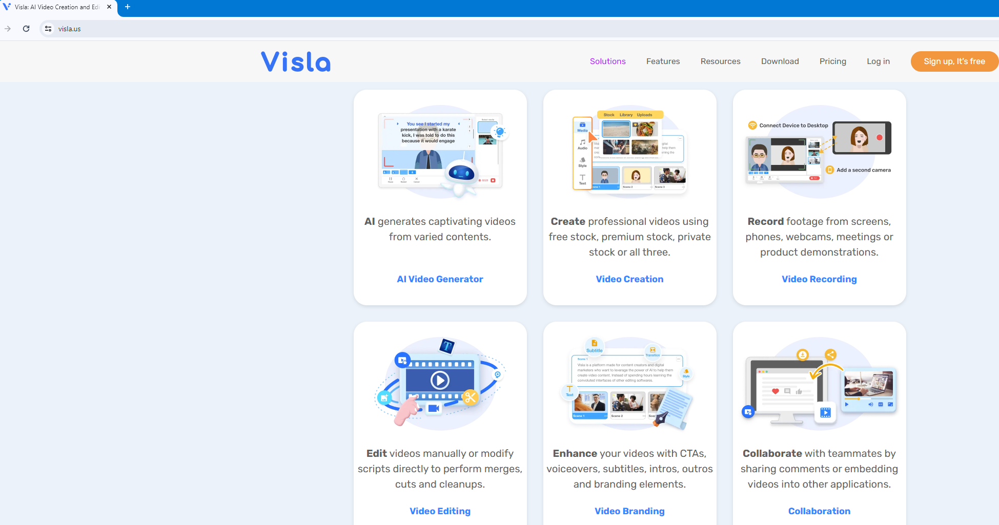 Visla: AI Video Creation and Edi
visla.us
Visla
Solutions Features Resources Download Pricing Log in Sign up, It's free
You see I started my
presentation with a karate
kick, I was told to do this
because it would engage
Select media
Pause Restart Cancel
02:23
AI generates captivating videos
from varied contents.
AI Video Generator
Stock Library Uploads
Media
Audio
Style
Text
Scene 2 Scene 3
Create professional videos using
free stock, premium stock, private
stock or all three.
Video Creation
Connect Device to Desktop
Add a second camera
Record footage from screens,
phones, webcams, meetings or
product demonstrations.
Video Recording
T
Edit videos manually or modify
scripts directly to perform merges,
cuts and cleanups.
Video Editing
Subtitle
Transition
Scene 1
Visla is a platform made for content creators and digital
marketers who want to leverage the power of AI to help them
create video content. Instead of spending hours learning the
convoluted interfaces of other editing softwares.
Style
Text
Scene 1 Scene 2
Enhance your videos with CTAs,
voiceovers, subtitles, intros, outros
and branding elements.
Video Branding
Collaborate with teammates by
sharing comments or embedding
videos into other applications.
Collaboration